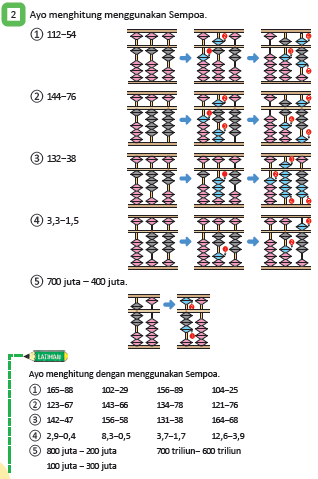 2 Ayo menghitung menggunakan Sempoa.
① 112–54
② 144–76
③ 132–38
④ 3,3–1,5
⑤ 700 juta – 400 juta.
LATIHAN
Ayo menghitung dengan menggunakan Sempoa.
① 165–88 102–29 156–89 104–25
② 123–67 143–66 134–78 121–76
③ 142–47 156–58 131–38 164–68
④ 2,9–0,4 8,3–0,5 3,7–1,7 12,6–3,9
⑤ 800 juta – 200 juta 700 triliun– 600 triliun
100 juta – 300 juta